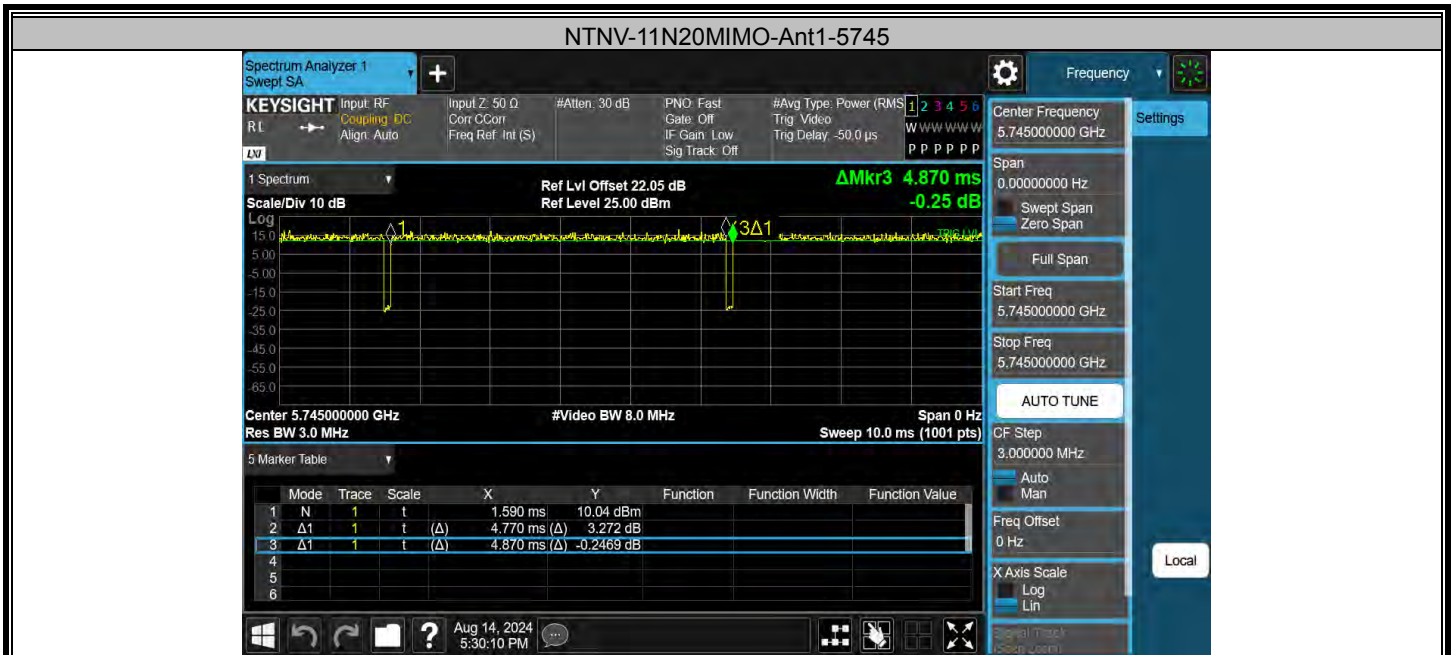 NTNV-11N20MIMO-Ant1-5745
Spectrum Analyzer 1
Swept SA
Frequency
KEYSIGHT
RL
LXI
Input: RF
Coupling: DC
Align: Auto
Input Z: 50 Ω
Corr CCorr
Freq Ref: Int (S)
#Atten: 30 dB
PNO: Fast
Gate: Off
IF Gain: Low
Sig Track: Off
#Avg Type: Power (RMS
Trig: Video
Trig Delay: -50.0 µs
1 2 3 4 5 6
W W W W W W
P P P P P P
1 Spectrum
Scale/Div 10 dB
Ref Lvl Offset 22.05 dB
Ref Level 25.00 dBm
ΔMkr3 4.870 ms
-0.25 dB
Log
15.0
5.00
-5.00
-15.0
-25.0
-35.0
-45.0
-55.0
-65.0
1
3Δ1
TRIG LVL
Center 5.745000000 GHz
#Video BW 8.0 MHz
Span 0 Hz
Res BW 3.0 MHz
Sweep 10.0 ms (1001 pts)
5 Marker Table
Mode Trace Scale X Y Function Function Width Function Value
1 N 1 t 1.590 ms 10.04 dBm
2 Δ1 1 t (Δ) 4.770 ms (Δ) 3.272 dB
3 Δ1 1 t (Δ) 4.870 ms (Δ) -0.2469 dB
4
5
6
Aug 14, 2024
5:30:10 PM
Center Frequency
5.745000000 GHz
Span
0.00000000 Hz
Swept Span
Zero Span
Full Span
Start Freq
5.745000000 GHz
Stop Freq
5.745000000 GHz
AUTO TUNE
CF Step
3.000000 MHz
Auto
Man
Freq Offset
0 Hz
X Axis Scale
Log
Lin
Signal Track
(Span Zoom)
Settings
Local